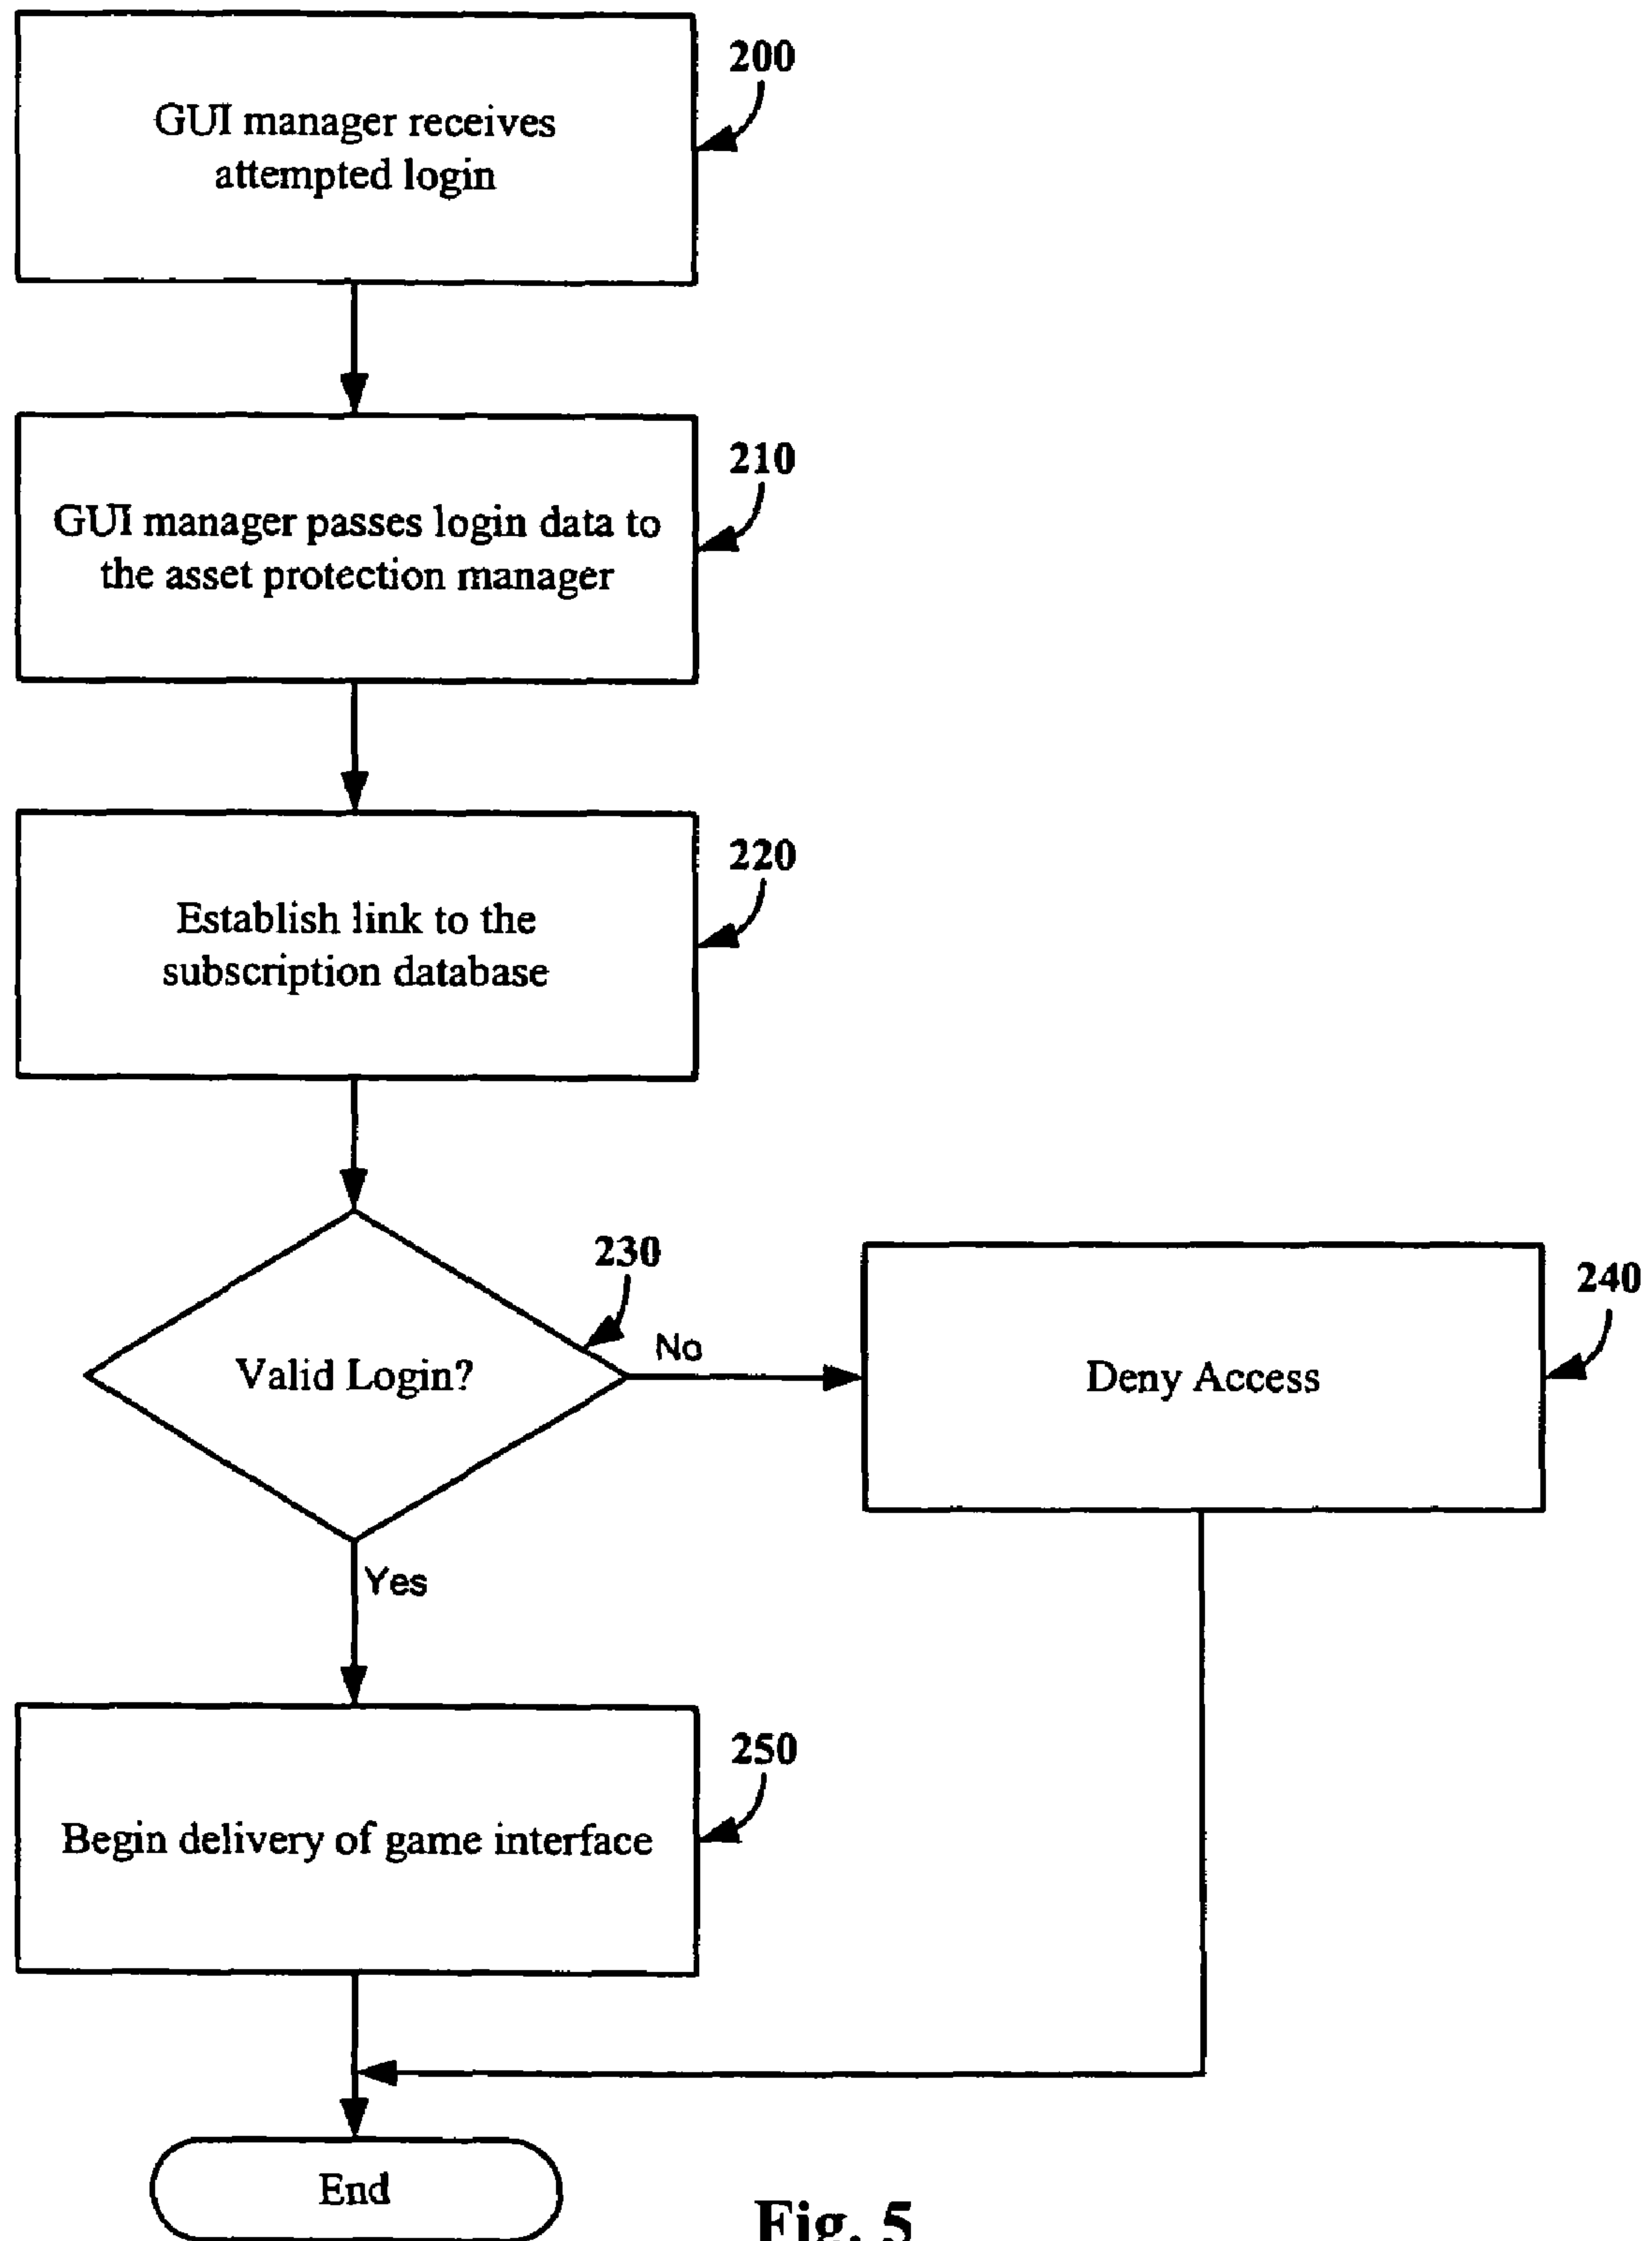 200
GUI manager receives
attempted login
210
GUI manager passes login data to
the asset protection manager
220
Establish link to the
subscription database
230
Valid Login?
No
240
Deny Access
Yes
250
Begin delivery of game interface
End
Fig. 5